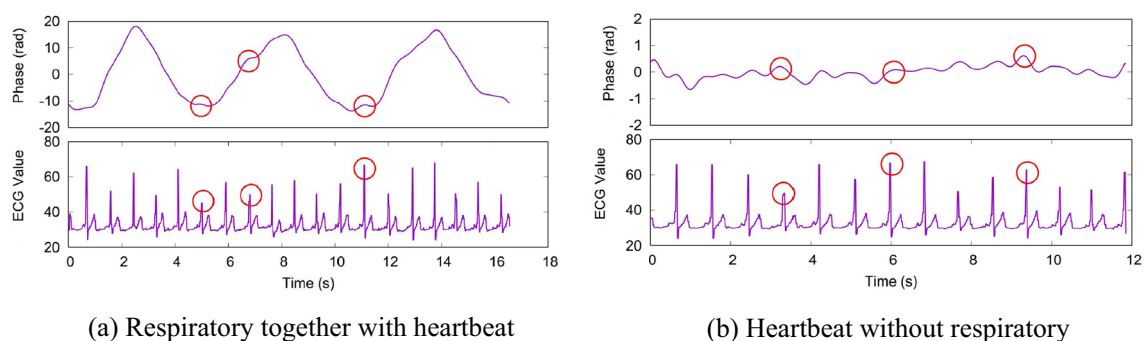 20
10
0
-10
-20
Phase (rad)
80
60
40
20
ECG Value
0 2 4 6 8 10 12 14 16 18
Time (s)
(a) Respiratory together with heartbeat
2
1
0
-1
-2
Phase (rad)
80
60
40
20
ECG Value
0 2 4 6 8 10 12
Time (s)
(b) Heartbeat without respiratory